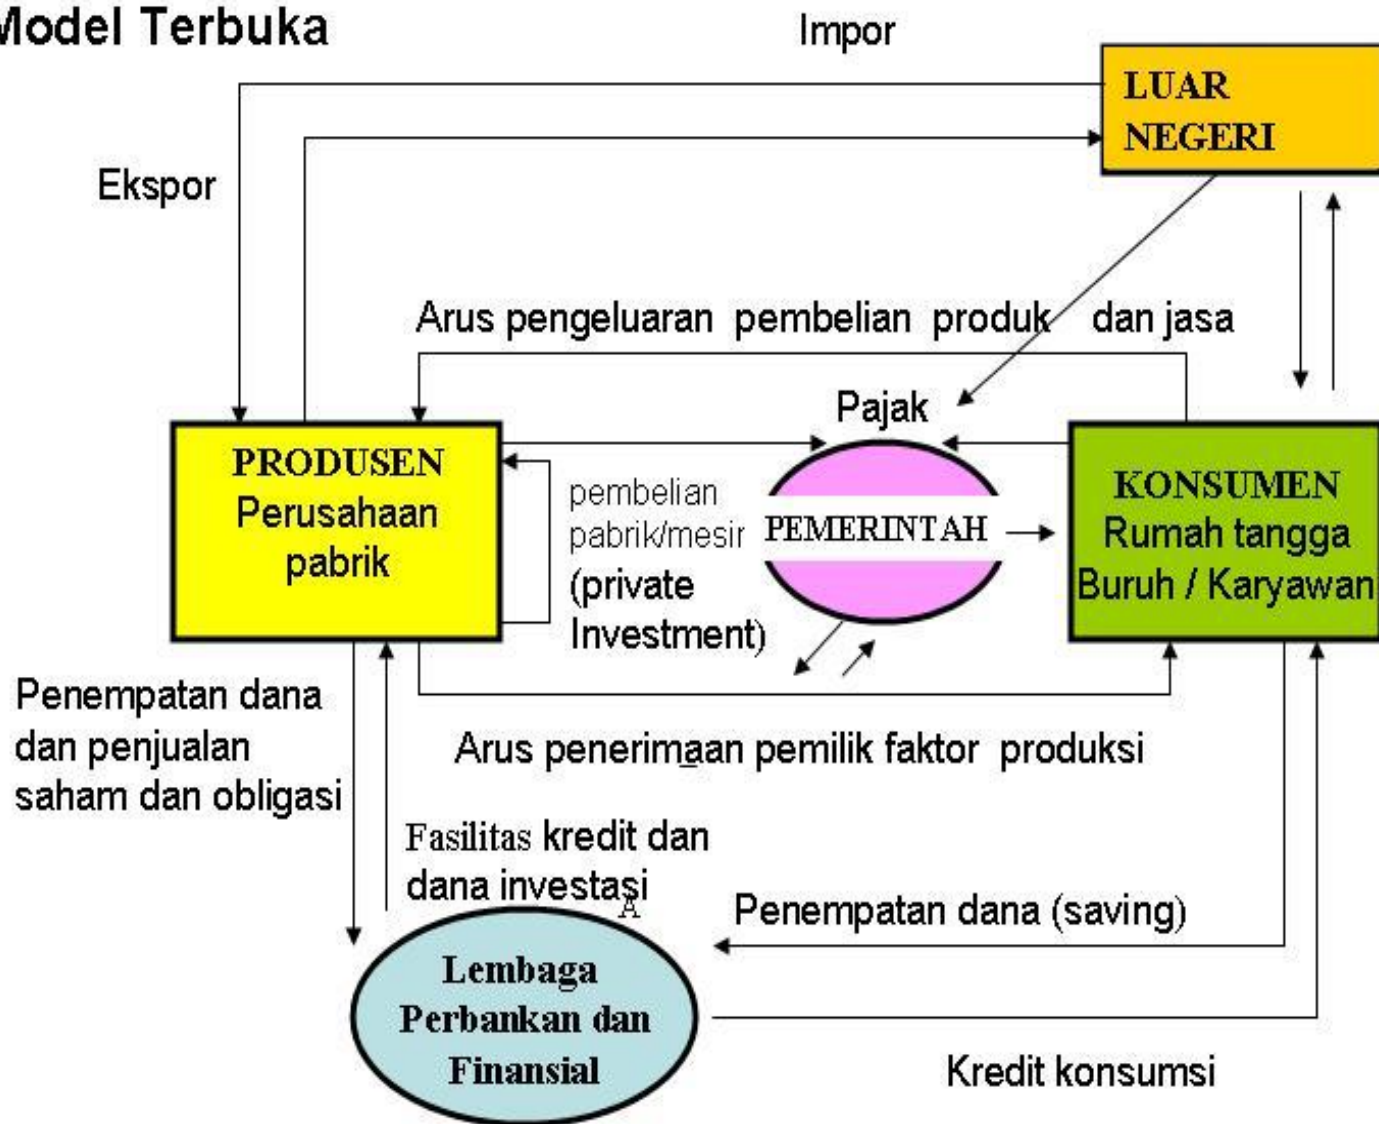 Model Terbuka
Impor
LUAR
NEGERI
Ekspor
Arus pengeluaran pembelian produk dan jasa
Pajak
PRODUSEN
Perusahaan
pabrik
pembelian
pabrik/mesir
(private
Investment)
PEMERINTAH
KONSUMEN
Rumah tangga
Buruh / Karyawan
Penempatan dana
dan penjualan
saham dan obligasi
Arus penerimaan pemilik faktor produksi
Fasilitas kredit dan
dana investasi
A
Penempatan dana (saving)
Lembaga
Perbankan dan
Finansial
Kredit konsumsi